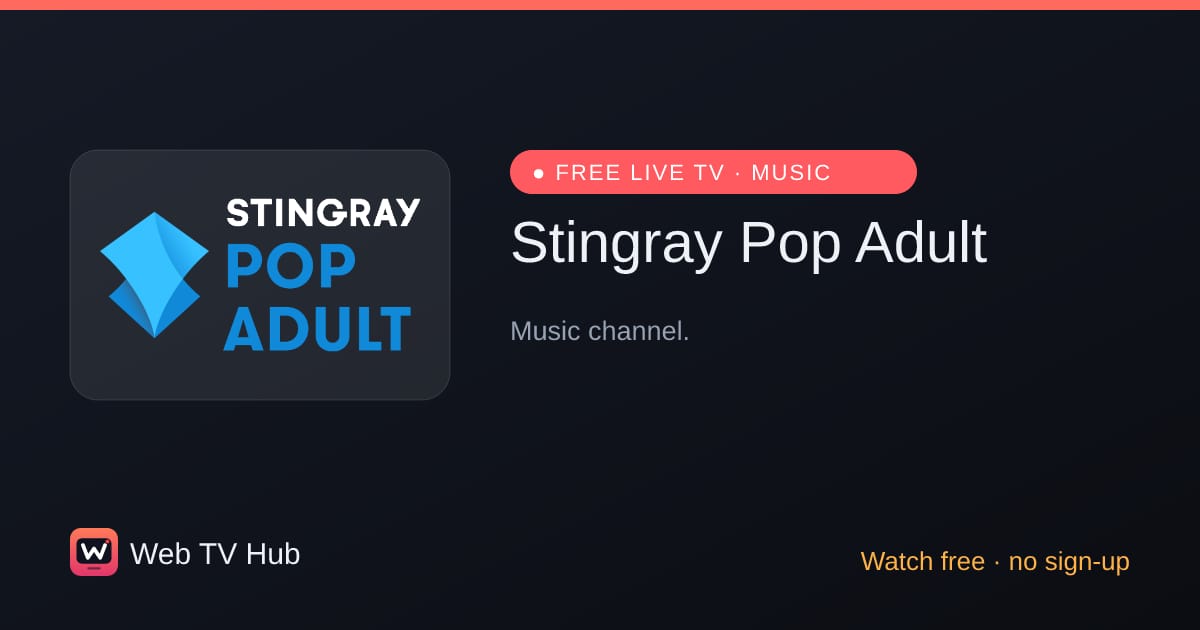 STINGRAY
POP
ADULT
FREE LIVE TV · MUSIC
Stingray Pop Adult
Music channel.
W
Web TV Hub
Watch free · no sign-up